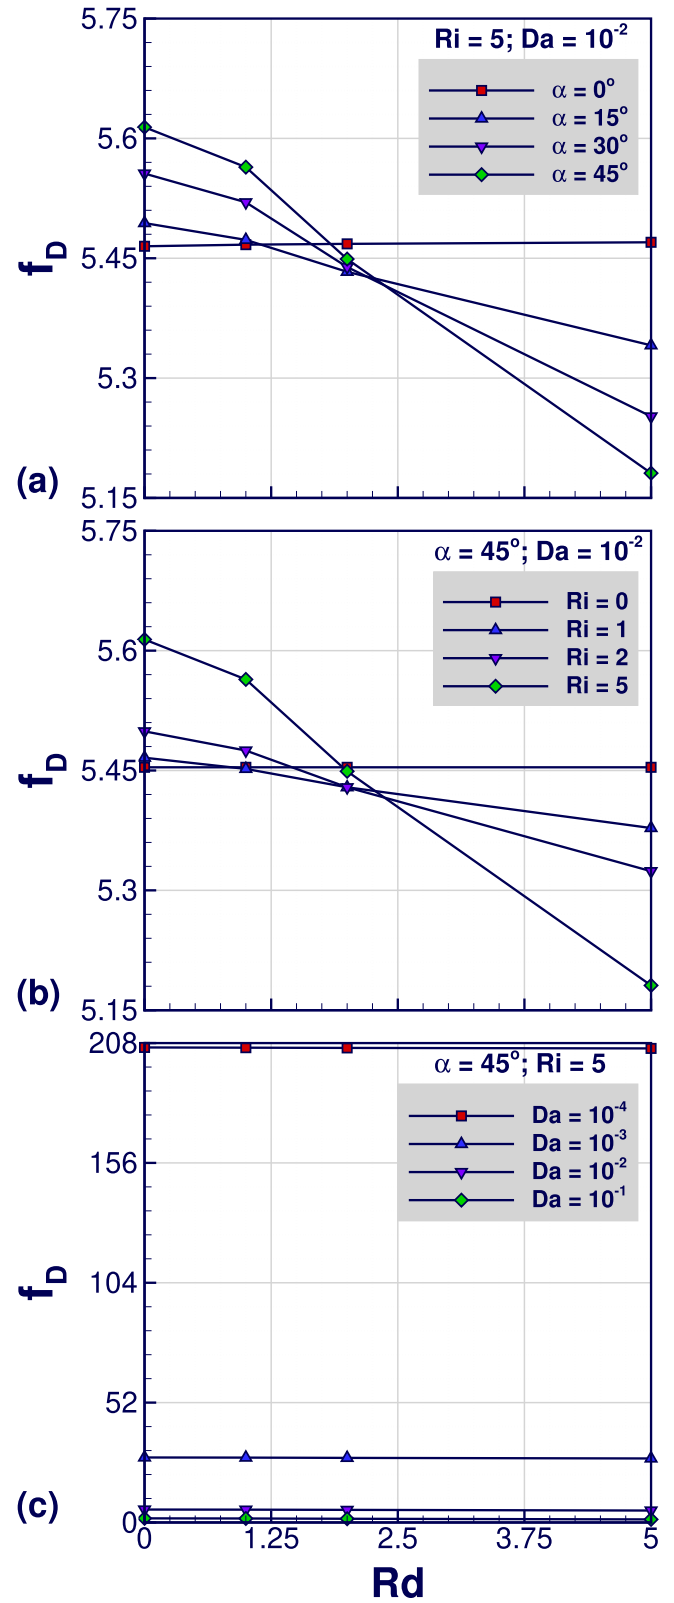 5.75
Ri = 5; Da = 10⁻²
α = 0°
α = 15°
α = 30°
α = 45°
5.6
5.45
5.3
5.15
f_D
(a)
5.75
α = 45°; Da = 10⁻²
Ri = 0
Ri = 1
Ri = 2
Ri = 5
5.6
5.45
5.3
5.15
f_D
(b)
208
α = 45°; Ri = 5
Da = 10⁻⁴
Da = 10⁻³
Da = 10⁻²
Da = 10⁻¹
156
104
52
0
f_D
(c)
0 1.25 2.5 3.75 5
Rd